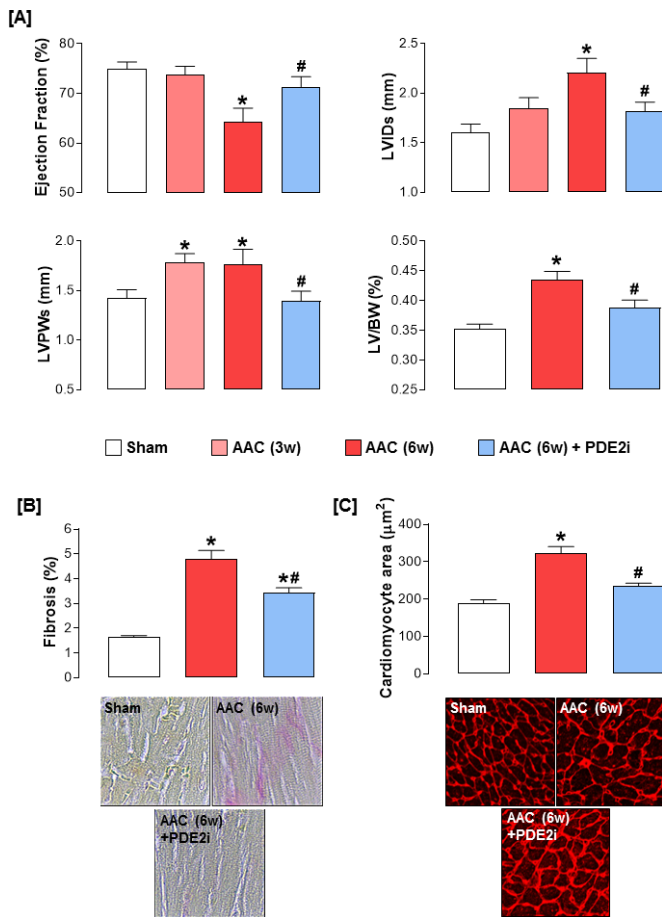 [A]
Ejection Fraction (%)
80
70
60
50
*
#
LVIDs (mm)
2.5
2.0
1.5
1.0
*
#
LVPWs (mm)
2.0
1.5
1.0
0.5
*
*
#
LV/BW (%)
0.50
0.45
0.40
0.35
0.30
0.25
*
#
Sham
AAC (3w)
AAC (6w)
AAC (6w) + PDE2i
[B]
Fibrosis (%)
6
5
4
3
2
1
0
*
*#
Sham
AAC (6w)
AAC (6w)
+PDE2i
[C]
Cardiomyocyte area (μm²)
400
300
200
100
0
*
#
Sham
AAC (6w)
AAC (6w)
+PDE2i